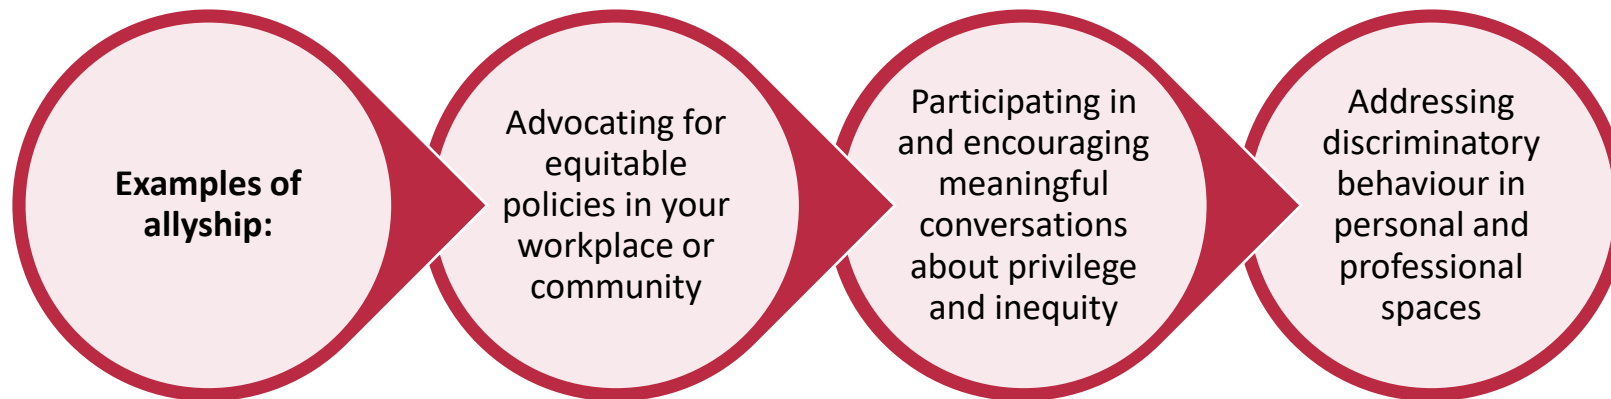 Examples of
allyship:
Advocating for
equitable
policies in your
workplace or
community
Participating in
and encouraging
meaningful
conversations
about privilege
and inequity
Addressing
discriminatory
behaviour in
personal and
professional
spaces